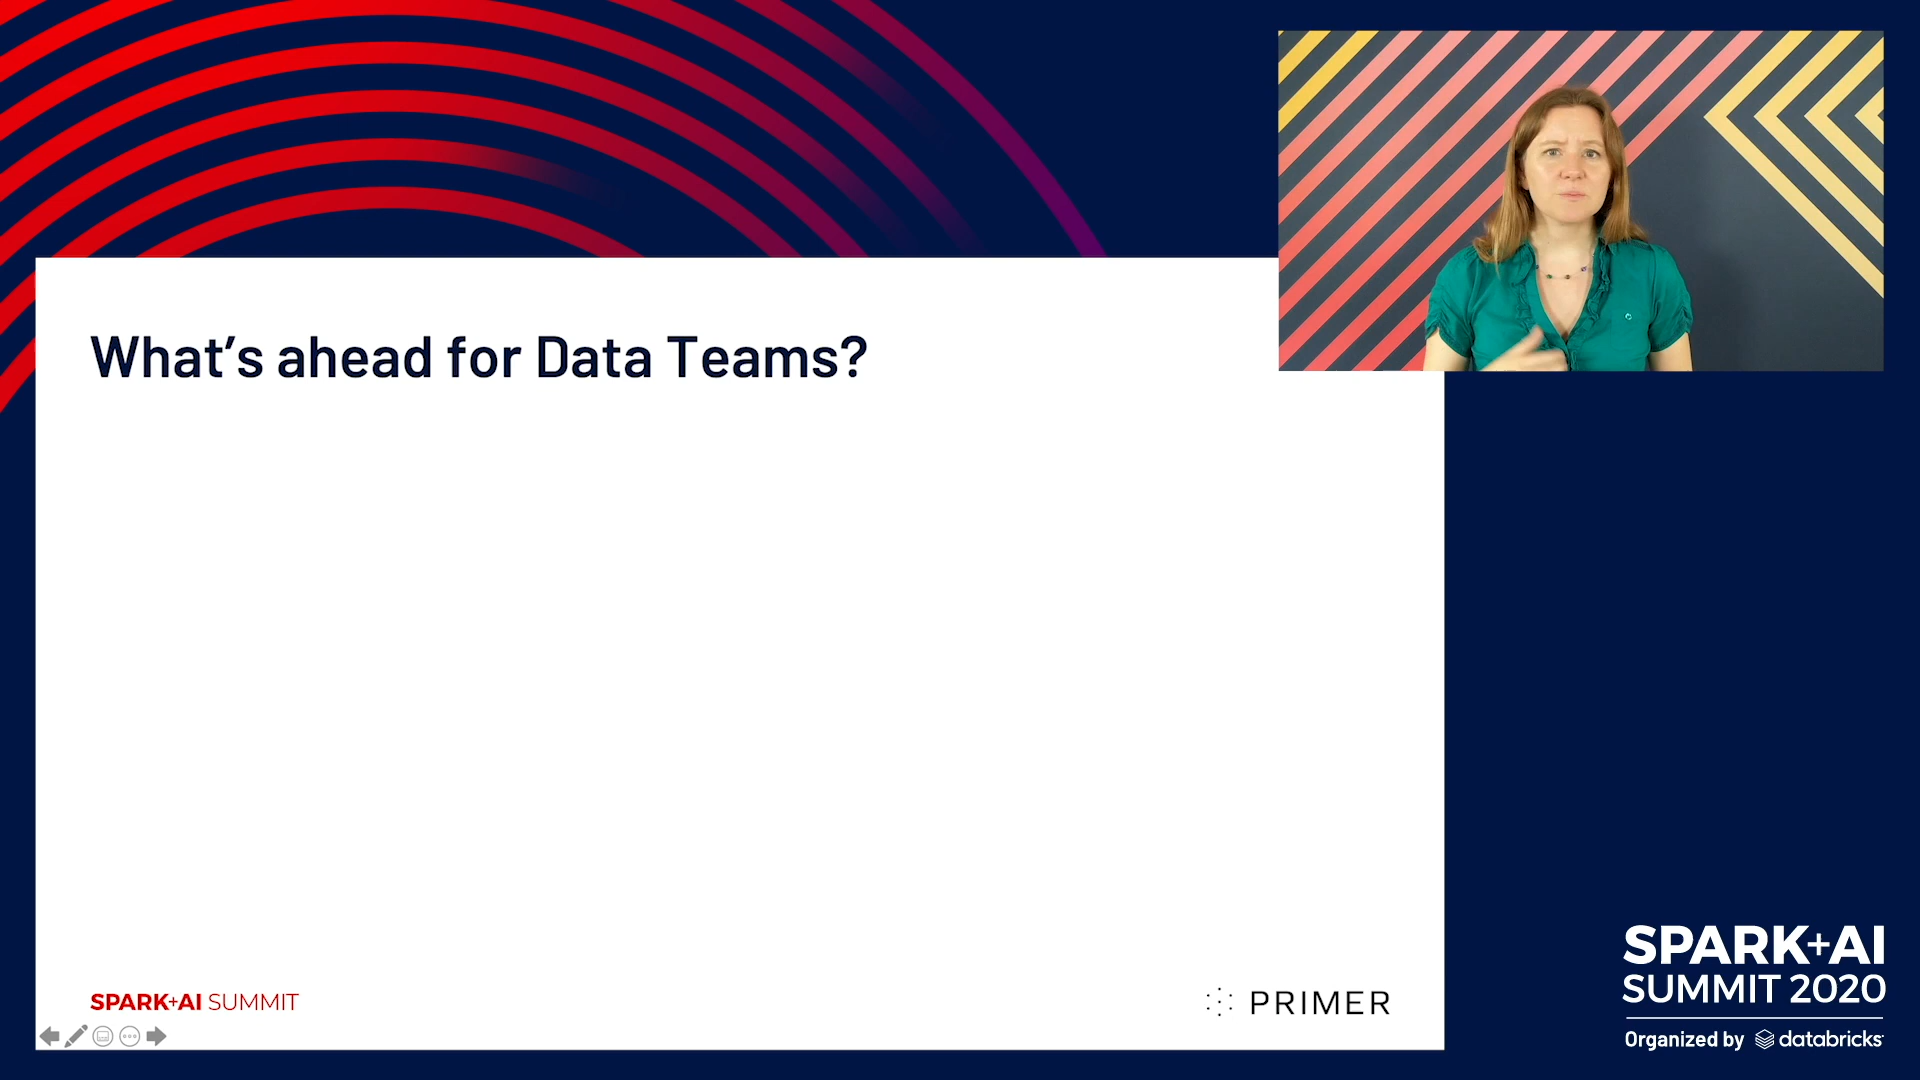 What's ahead for Data Teams?
SPARK+AI SUMMIT
PRIMER
SPARK+AI
SUMMIT 2020
Organized by databricks